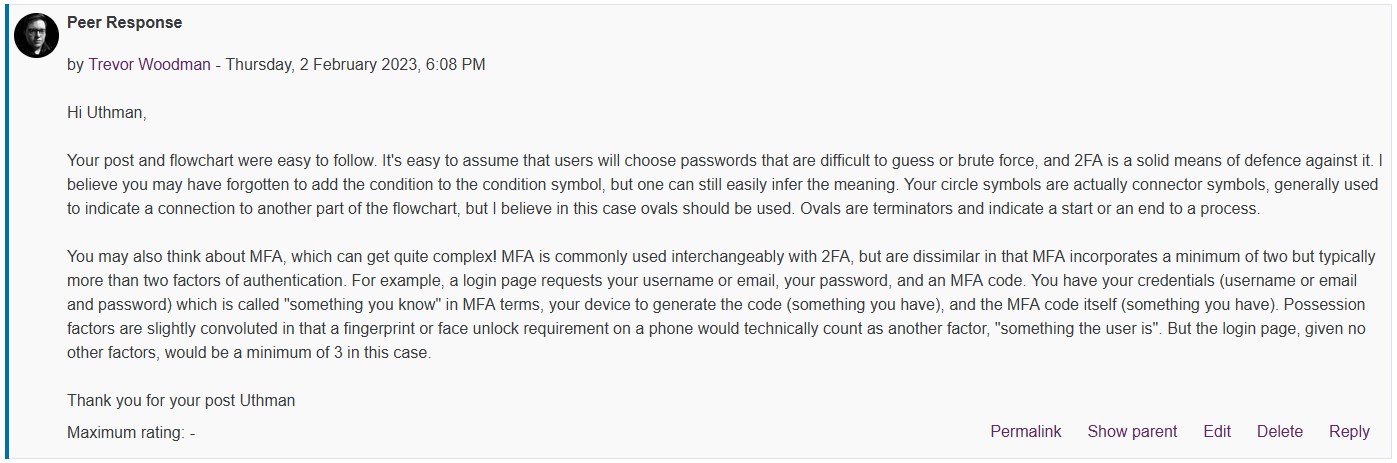 Peer Response
by Trevor Woodman - Thursday, 2 February 2023, 6:08 PM
Hi Uthman,
Your post and flowchart were easy to follow. It's easy to assume that users will choose passwords that are difficult to guess or brute force, and 2FA is a solid means of defence against it. I
believe you may have forgotten to add the condition to the condition symbol, but one can still easily infer the meaning. Your circle symbols are actually connector symbols, generally used
to indicate a connection to another part of the flowchart, but I believe in this case ovals should be used. Ovals are terminators and indicate a start or an end to a process.
You may also think about MFA, which can get quite complex! MFA is commonly used interchangeably with 2FA, but are dissimilar in that MFA incorporates a minimum of two but typically
more than two factors of authentication. For example, a login page requests your username or email, your password, and an MFA code. You have your credentials (username or email
and password) which is called "something you know" in MFA terms, your device to generate the code (something you have), and the MFA code itself (something you have). Possession
factors are slightly convoluted in that a fingerprint or face unlock requirement on a phone would technically count as another factor, "something the user is". But the login page, given no
other factors, would be a minimum of 3 in this case.
Thank you for your post Uthman
Maximum rating: -
Permalink Show parent Edit Delete Reply